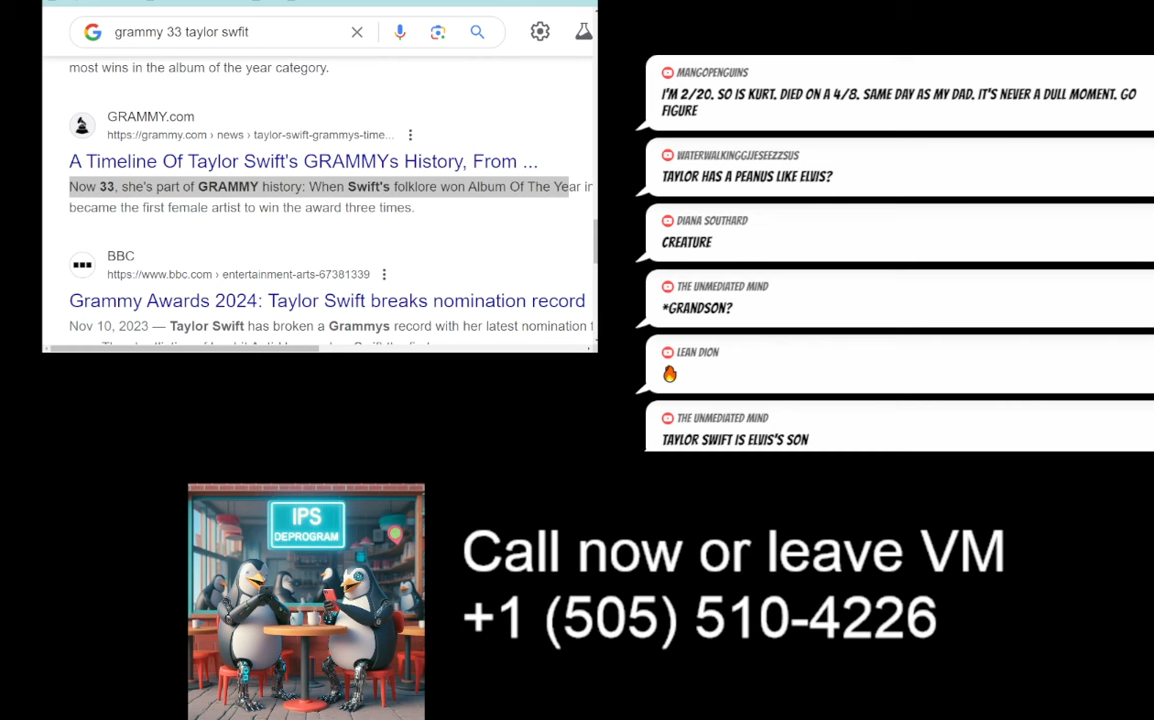 grammy 33 taylor swfit
most wins in the album of the year category.
GRAMMY.com
https://grammy.com › news › taylor-swift-grammys-time...
A Timeline Of Taylor Swift's GRAMMYs History, From ...
Now 33, she's part of GRAMMY history: When Swift's folklore won Album Of The Year in
became the first female artist to win the award three times.
BBC
https://www.bbc.com › entertainment-arts-67381339
Grammy Awards 2024: Taylor Swift breaks nomination record
Nov 10, 2023 — Taylor Swift has broken a Grammys record with her latest nomination
MANGOPENGUINS
I'M 2/20. SO IS KURT. DIED ON A 4/8. SAME DAY AS MY DAD. IT'S NEVER A DULL MOMENT. GO
FIGURE
WATERWALKINGGJJESEEZZSUS
TAYLOR HAS A PEANUS LIKE ELVIS?
DIANA SOUTHARD
CREATURE
THE UNMEDIATED MIND
*GRANDSON?
LEAN DION
🔥
THE UNMEDIATED MIND
TAYLOR SWIFT IS ELVIS'S SON
IPS
DEPROGRAM
Call now or leave VM
+1 (505) 510-4226